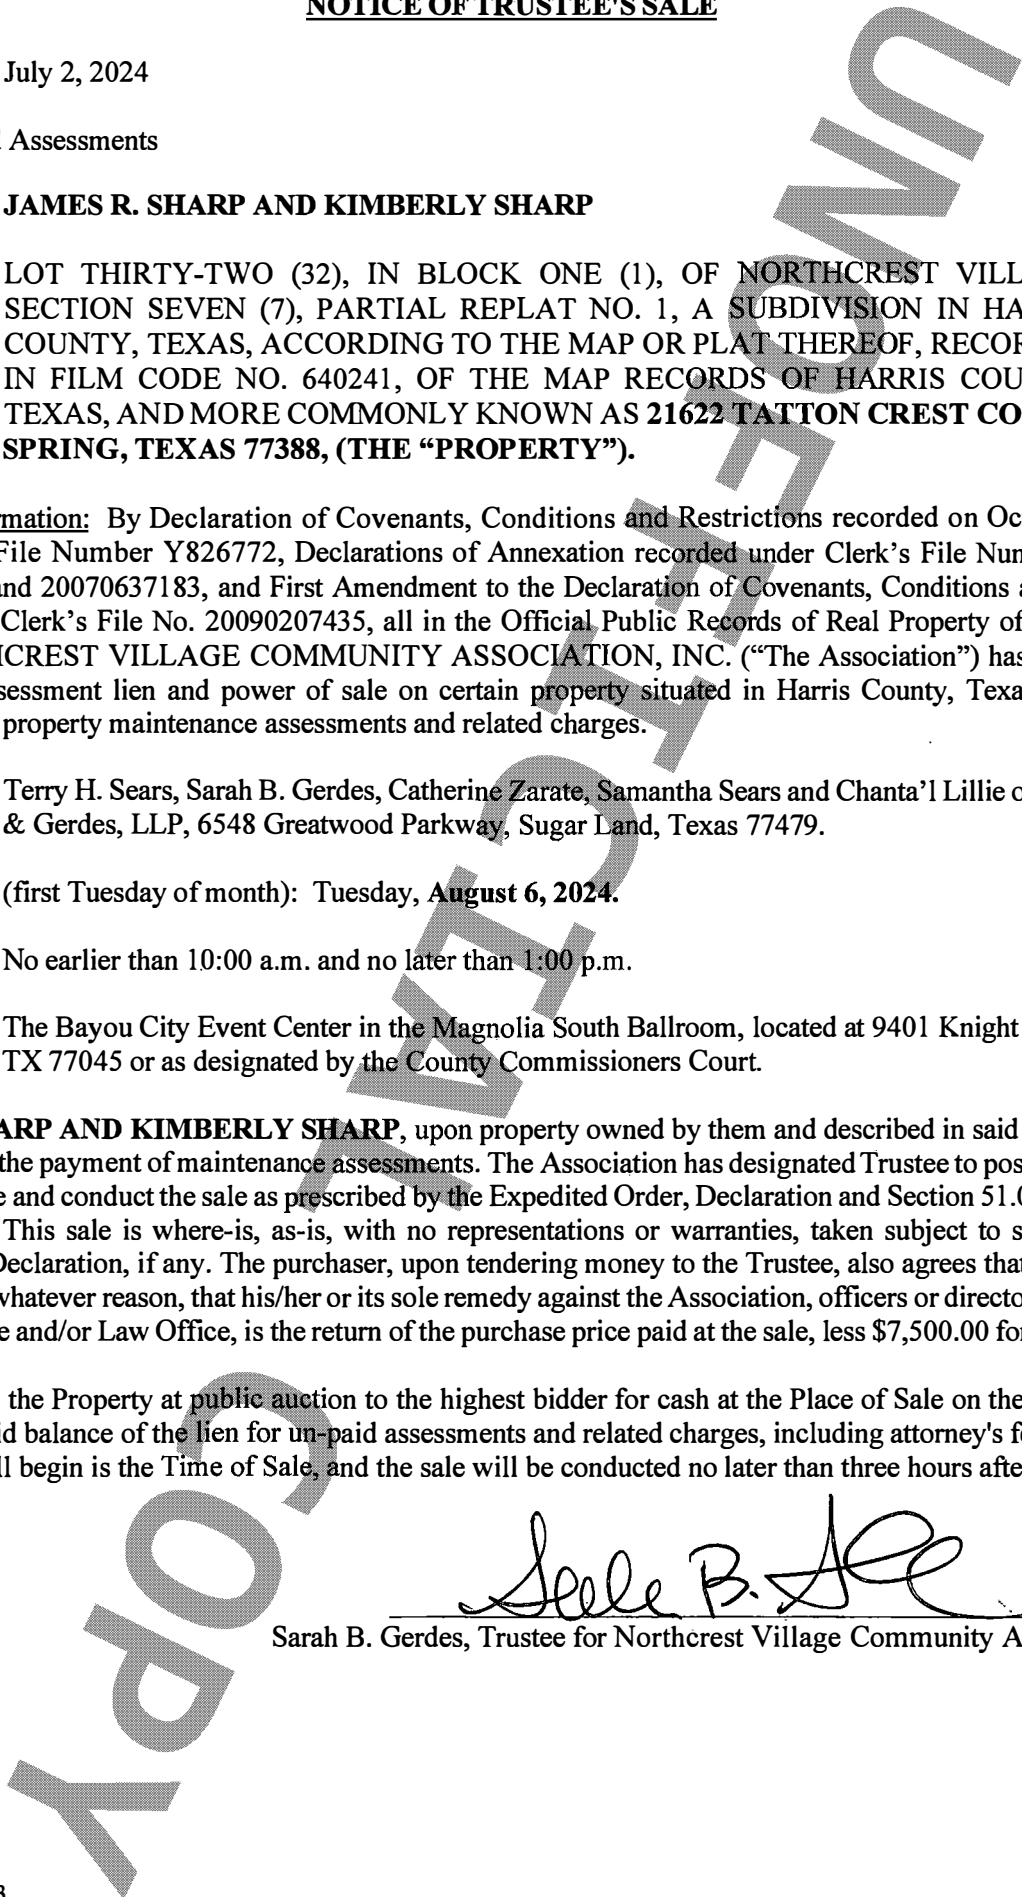 NOTICE OF TRUSTEE'S SALE
July 2, 2024
Assessments
JAMES R. SHARP AND KIMBERLY SHARP
LOT THIRTY-TWO (32), IN BLOCK ONE (1), OF NORTHCREST VILL
SECTION SEVEN (7), PARTIAL REPLAT NO. 1, A SUBDIVISION IN HA
COUNTY, TEXAS, ACCORDING TO THE MAP OR PLAT THEREOF, RECOR
IN FILM CODE NO. 640241, OF THE MAP RECORDS OF HARRIS COU
TEXAS, AND MORE COMMONLY KNOWN AS 21622 TATTON CREST CO
SPRING, TEXAS 77388, (THE “PROPERTY”).
rmation: By Declaration of Covenants, Conditions and Restrictions recorded on Oc
File Number Y826772, Declarations of Annexation recorded under Clerk’s File Num
and 20070637183, and First Amendment to the Declaration of Covenants, Conditions a
Clerk’s File No. 20090207435, all in the Official Public Records of Real Property of
ICREST VILLAGE COMMUNITY ASSOCIATION, INC. (“The Association”) has
sessment lien and power of sale on certain property situated in Harris County, Texa
property maintenance assessments and related charges.
Terry H. Sears, Sarah B. Gerdes, Catherine Zarate, Samantha Sears and Chanta’l Lillie o
& Gerdes, LLP, 6548 Greatwood Parkway, Sugar Land, Texas 77479.
(first Tuesday of month): Tuesday, August 6, 2024.
No earlier than 10:00 a.m. and no later than 1:00 p.m.
The Bayou City Event Center in the Magnolia South Ballroom, located at 9401 Knight
TX 77045 or as designated by the County Commissioners Court.
ARP AND KIMBERLY SHARP, upon property owned by them and described in said
the payment of maintenance assessments. The Association has designated Trustee to pos
e and conduct the sale as prescribed by the Expedited Order, Declaration and Section 51.0
This sale is where-is, as-is, with no representations or warranties, taken subject to s
Declaration, if any. The purchaser, upon tendering money to the Trustee, also agrees that
whatever reason, that his/her or its sole remedy against the Association, officers or directo
e and/or Law Office, is the return of the purchase price paid at the sale, less $7,500.00 for
the Property at public auction to the highest bidder for cash at the Place of Sale on the
id balance of the lien for un-paid assessments and related charges, including attorney's fe
ll begin is the Time of Sale, and the sale will be conducted no later than three hours afte
Sarah B. Gerdes, Trustee for Northcrest Village Community A
UNOFFICIAL COPY